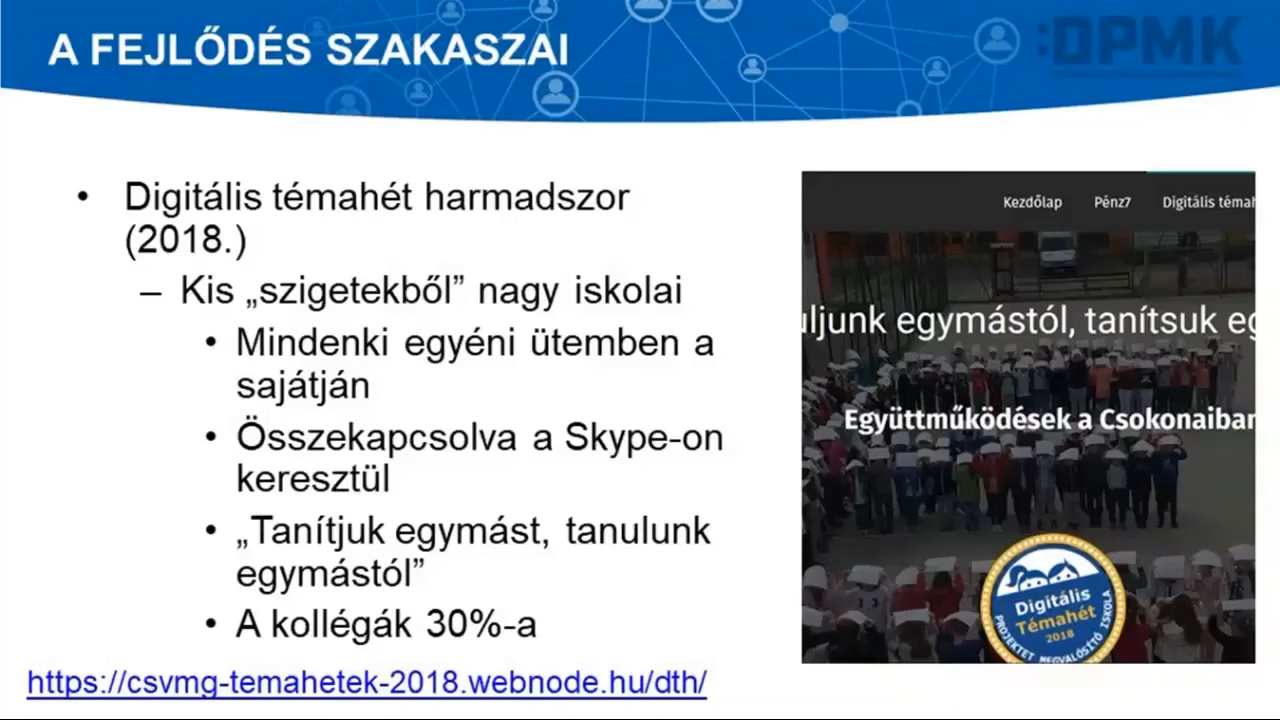 A FEJLŐDÉS SZAKASZAI
:DPMK
• Digitális témahét harmadszor
(2018.)
– Kis „szigetekből” nagy iskolai
• Mindenki egyéni ütemben a
sajátján
• Összekapcsolva a Skype-on
keresztül
• „Tanítjuk egymást, tanulunk
egymástól”
• A kollégák 30%-a
https://csvmg-temahetek-2018.webnode.hu/dth/
Kezdőlap Pénz7 Digitális témah
uljunk egymástól, tanítsuk eg
Együttműködések a Csokonaiban
Digitális
Témahét
2018
PROJEKTET MEGVALÓSÍTÓ ISKOLA